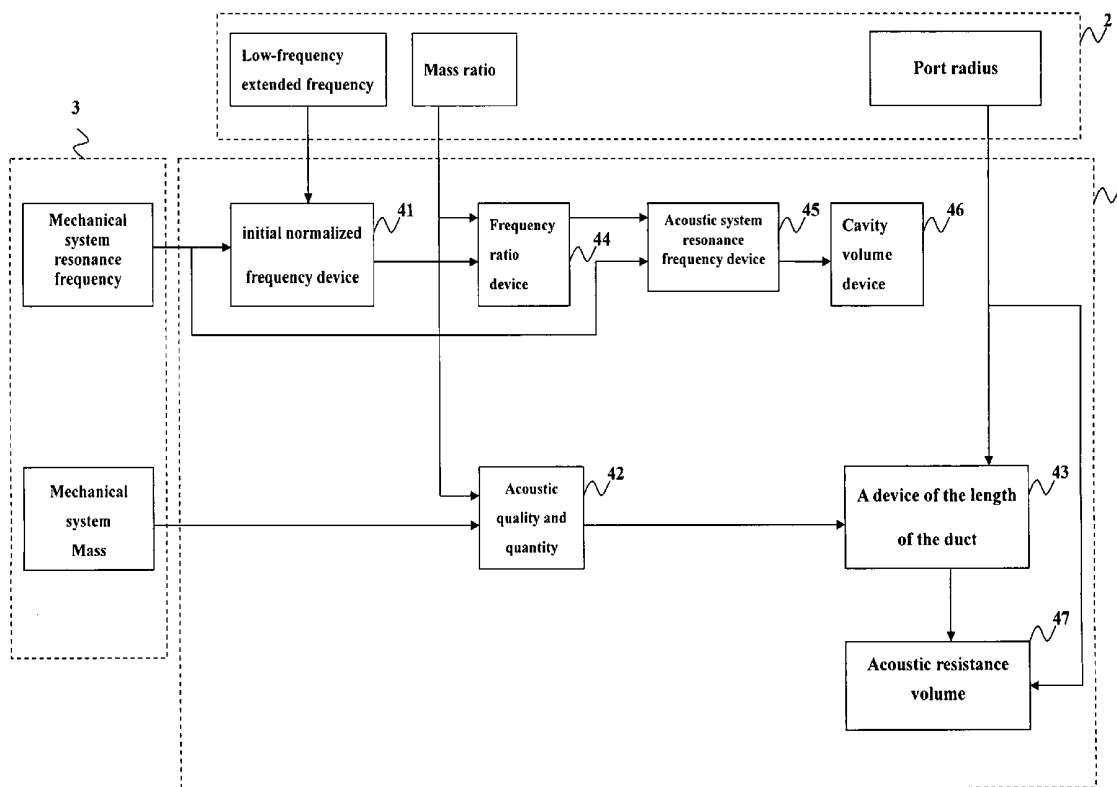 2
Low-frequency
extended frequency
Mass ratio
Port radius
3
Mechanical
system
resonance
frequency
initial normalized
frequency device
41
Frequency
ratio
device
44
Acoustic system
resonance
frequency device
45
Cavity
volume
device
46
Mechanical
system
Mass
Acoustic
quality and
quantity
42
A device of the length
of the duct
43
Acoustic resistance
volume
47